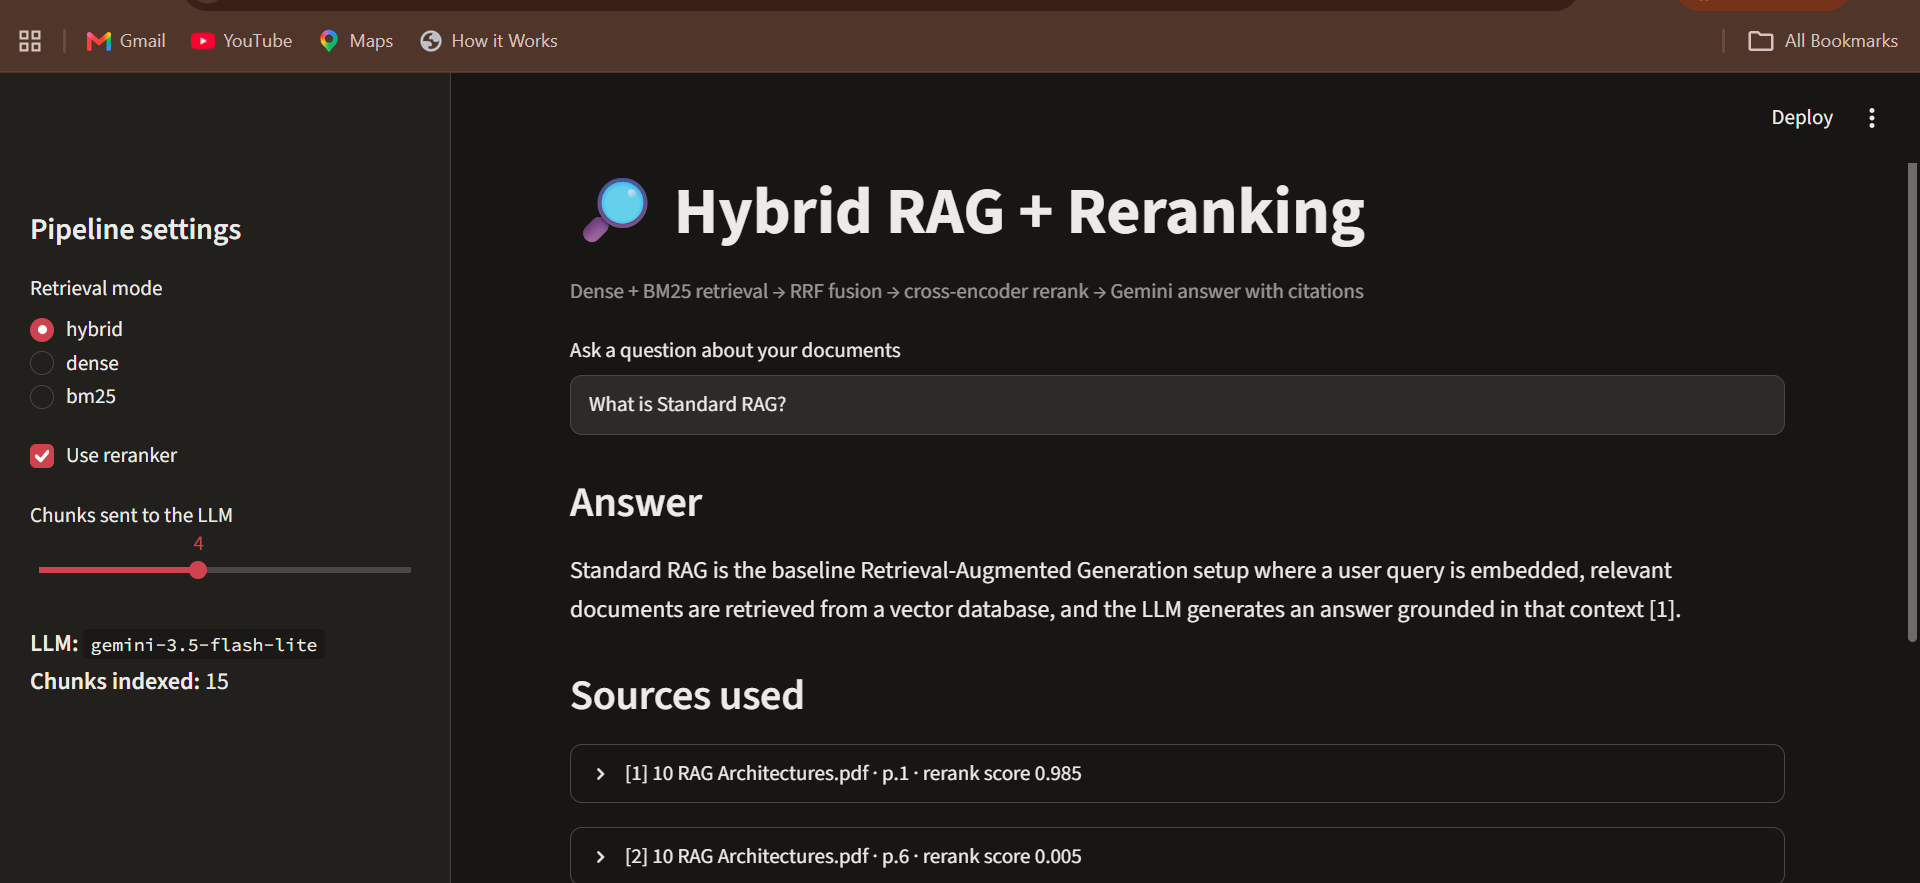 Gmail
YouTube
Maps
How it Works
All Bookmarks
Deploy
Pipeline settings
Retrieval mode
hybrid
dense
bm25
Use reranker
Chunks sent to the LLM
4
LLM: gemini-3.5-flash-lite
Chunks indexed: 15
Hybrid RAG + Reranking
Dense + BM25 retrieval → RRF fusion → cross-encoder rerank → Gemini answer with citations
Ask a question about your documents
What is Standard RAG?
Answer
Standard RAG is the baseline Retrieval-Augmented Generation setup where a user query is embedded, relevant
documents are retrieved from a vector database, and the LLM generates an answer grounded in that context [1].
Sources used
[1] 10 RAG Architectures.pdf · p.1 · rerank score 0.985
[2] 10 RAG Architectures.pdf · p.6 · rerank score 0.005